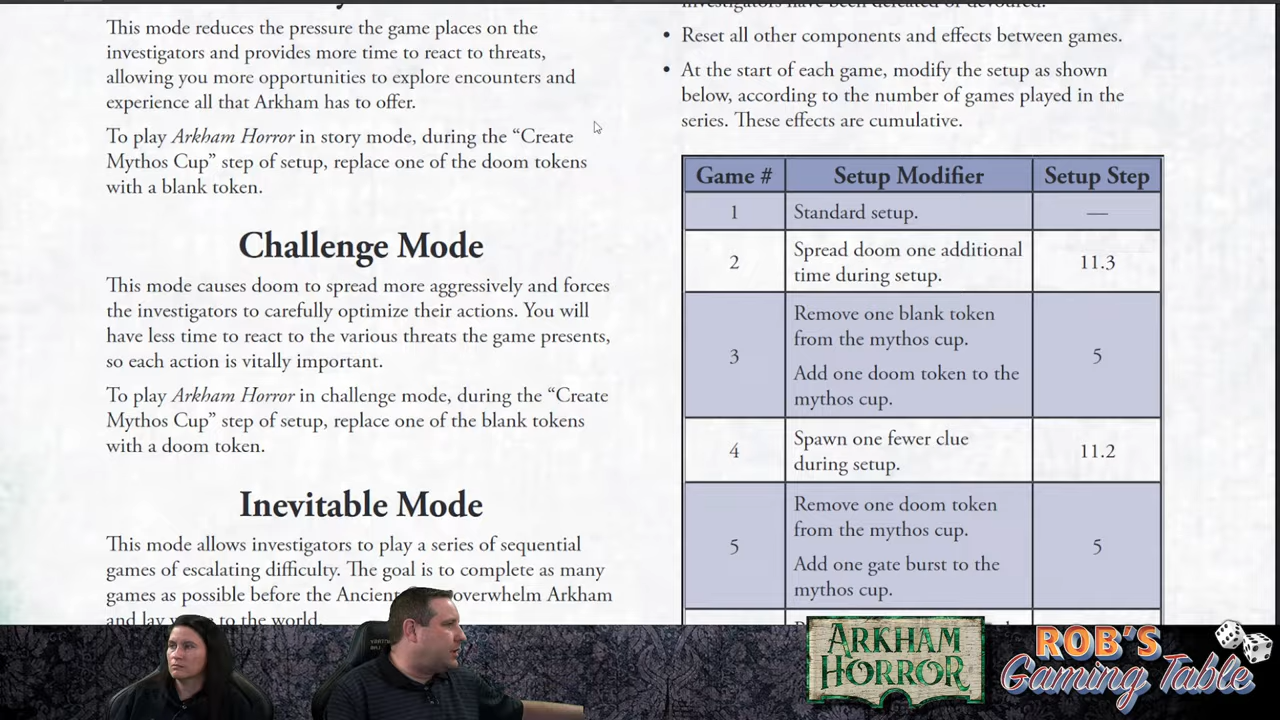 This mode reduces the pressure the game places on the
investigators and provides more time to react to threats,
allowing you more opportunities to explore encounters and
experience all that Arkham has to offer.
To play Arkham Horror in story mode, during the “Create
Mythos Cup” step of setup, replace one of the doom tokens
with a blank token.
Challenge Mode
This mode causes doom to spread more aggressively and forces
the investigators to carefully optimize their actions. You will
have less time to react to the various threats the game presents,
so each action is vitally important.
To play Arkham Horror in challenge mode, during the “Create
Mythos Cup” step of setup, replace one of the blank tokens
with a doom token.
Inevitable Mode
This mode allows investigators to play a series of sequential
games of escalating difficulty. The goal is to complete as many
games as possible before the Ancient overwhelm Arkham
and lay to the world.
investigators have been defeated or devoured.
• Reset all other components and effects between games.
• At the start of each game, modify the setup as shown
below, according to the number of games played in the
series. These effects are cumulative.
Game # Setup Modifier Setup Step
1 Standard setup. —
2 Spread doom one additional
time during setup. 11.3
3 Remove one blank token
from the mythos cup.
Add one doom token to the
mythos cup. 5
4 Spawn one fewer clue
during setup. 11.2
5 Remove one doom token
from the mythos cup.
Add one gate burst to the
mythos cup. 5
ARKHAM
HORROR
ROB'S
Gaming Table